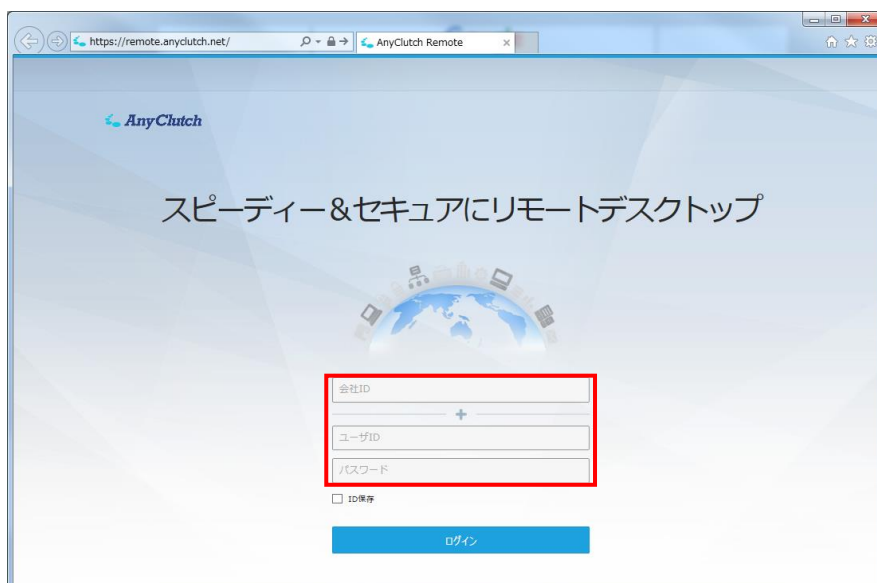 https://remote.anyclutch.net/
AnyClutch Remote
AnyClutch
スピーディー&セキュアにリモートデスクトップ
会社ID
ユーザID
パスワード
ID保存
ログイン